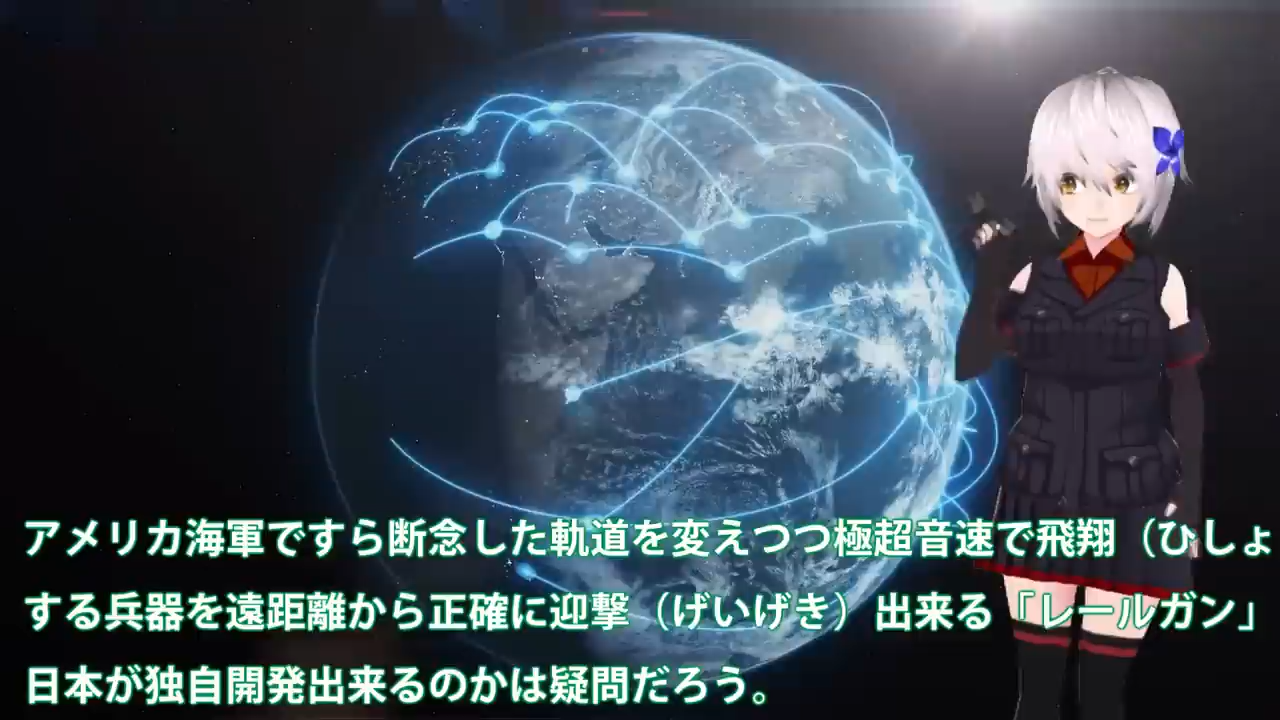 アメリカ海軍ですら断念した軌道を変えつつ極超音速で飛翔（ひしょ
する兵器を遠距離から正確に迎撃（げいげき）出来る「レールガン」
日本が独自開発出来るのかは疑問だろう。